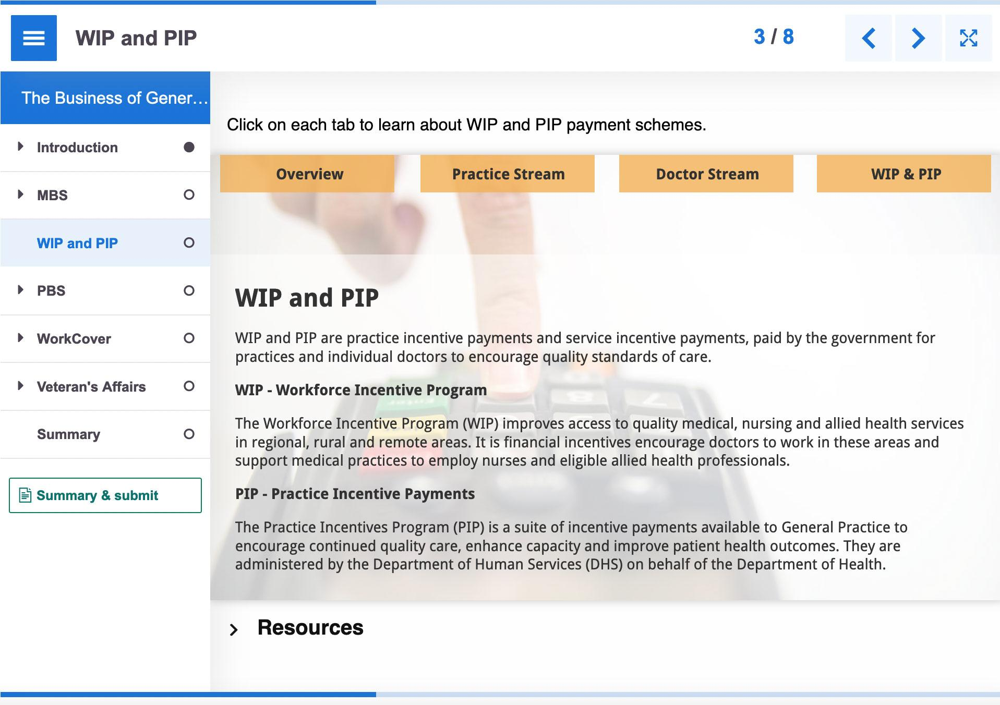 WIP and PIP
3 / 8
The Business of Gener...
Introduction
MBS
WIP and PIP
PBS
WorkCover
Veteran's Affairs
Summary
Summary & submit
Click on each tab to learn about WIP and PIP payment schemes.
Overview
Practice Stream
Doctor Stream
WIP & PIP
WIP and PIP
WIP and PIP are practice incentive payments and service incentive payments, paid by the government for
practices and individual doctors to encourage quality standards of care.
WIP - Workforce Incentive Program
The Workforce Incentive Program (WIP) improves access to quality medical, nursing and allied health services
in regional, rural and remote areas. It is financial incentives encourage doctors to work in these areas and
support medical practices to employ nurses and eligible allied health professionals.
PIP - Practice Incentive Payments
The Practice Incentives Program (PIP) is a suite of incentive payments available to General Practice to
encourage continued quality care, enhance capacity and improve patient health outcomes. They are
administered by the Department of Human Services (DHS) on behalf of the Department of Health.
Resources